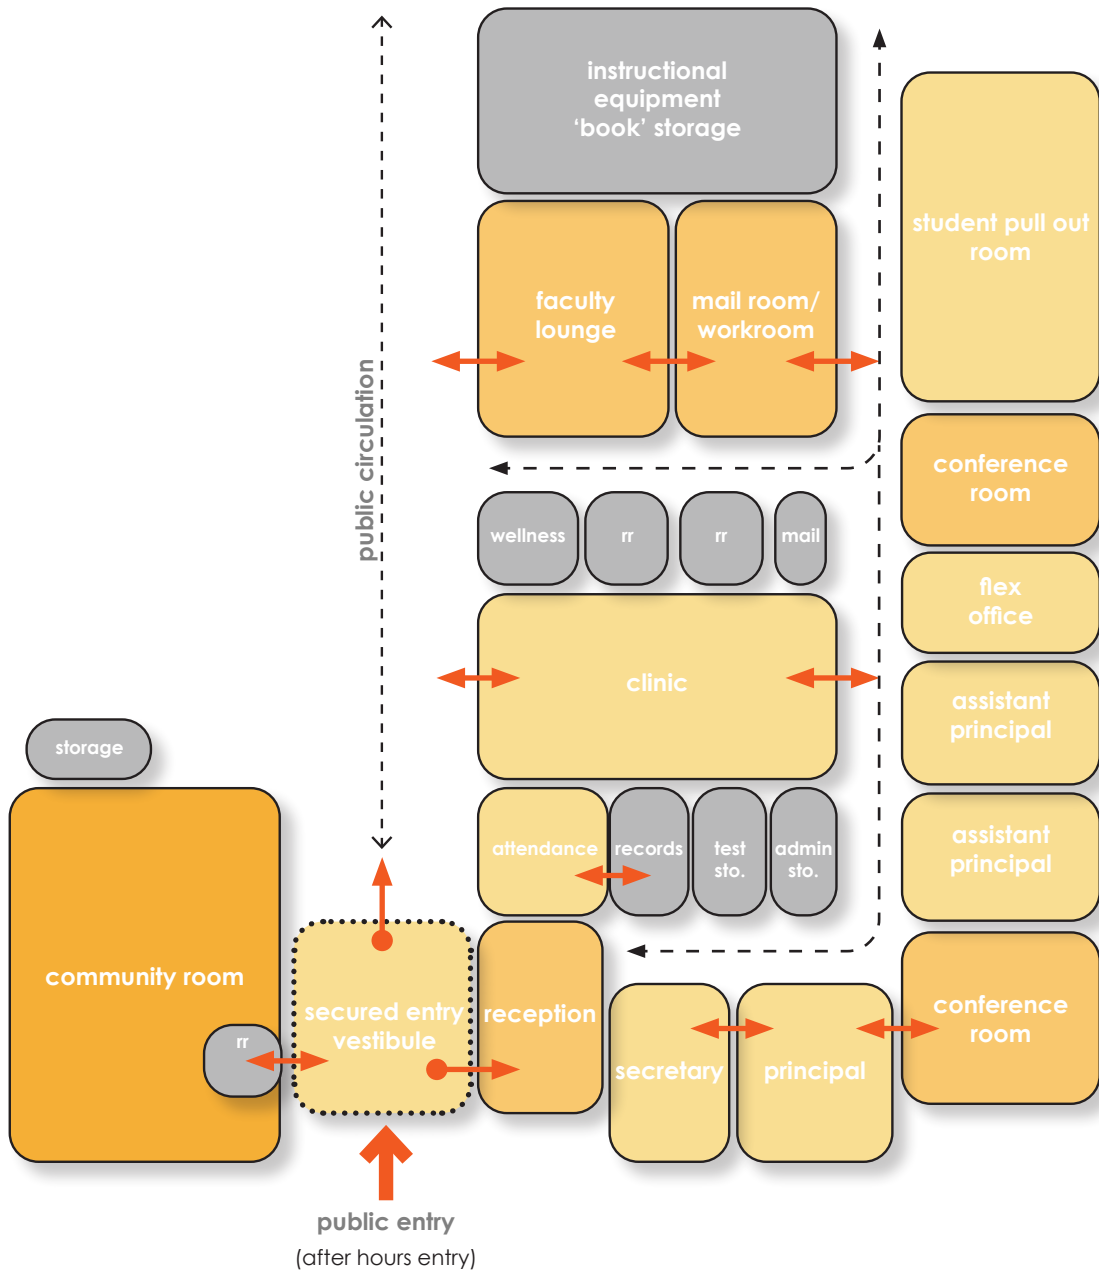 instructional
equipment
‘book’ storage
student pull out
room
faculty
lounge
mail room/
workroom
public circulation
conference
room
wellness
rr
rr
mail
flex
office
clinic
assistant
principal
storage
attendance
records
test
sto.
admin
sto.
assistant
principal
community room
secured entry
vestibule
reception
conference
room
rr
secretary
principal
public entry
(after hours entry)